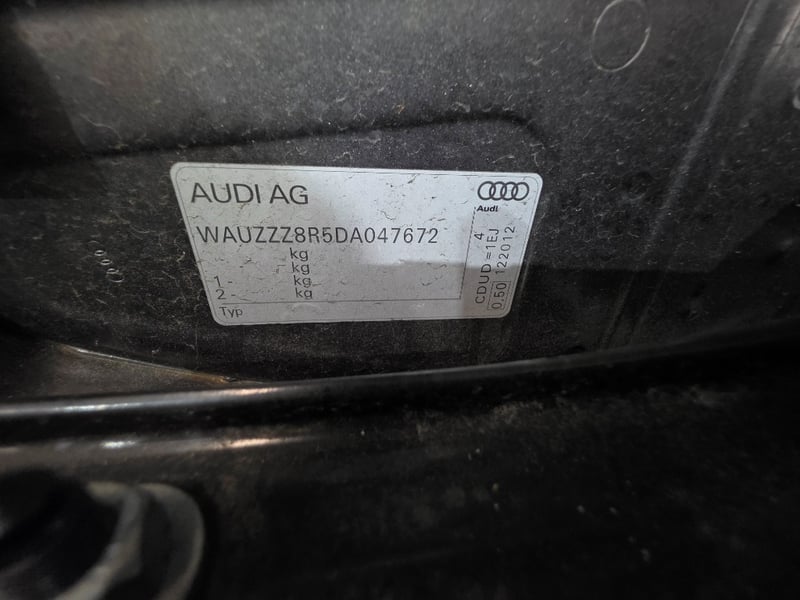 AUDI AG
Audi
WAUZZZ8R5DA047672
kg
kg
1 - kg
2 - kg
Typ
CDUD = 1EJ 4
0,50 122012